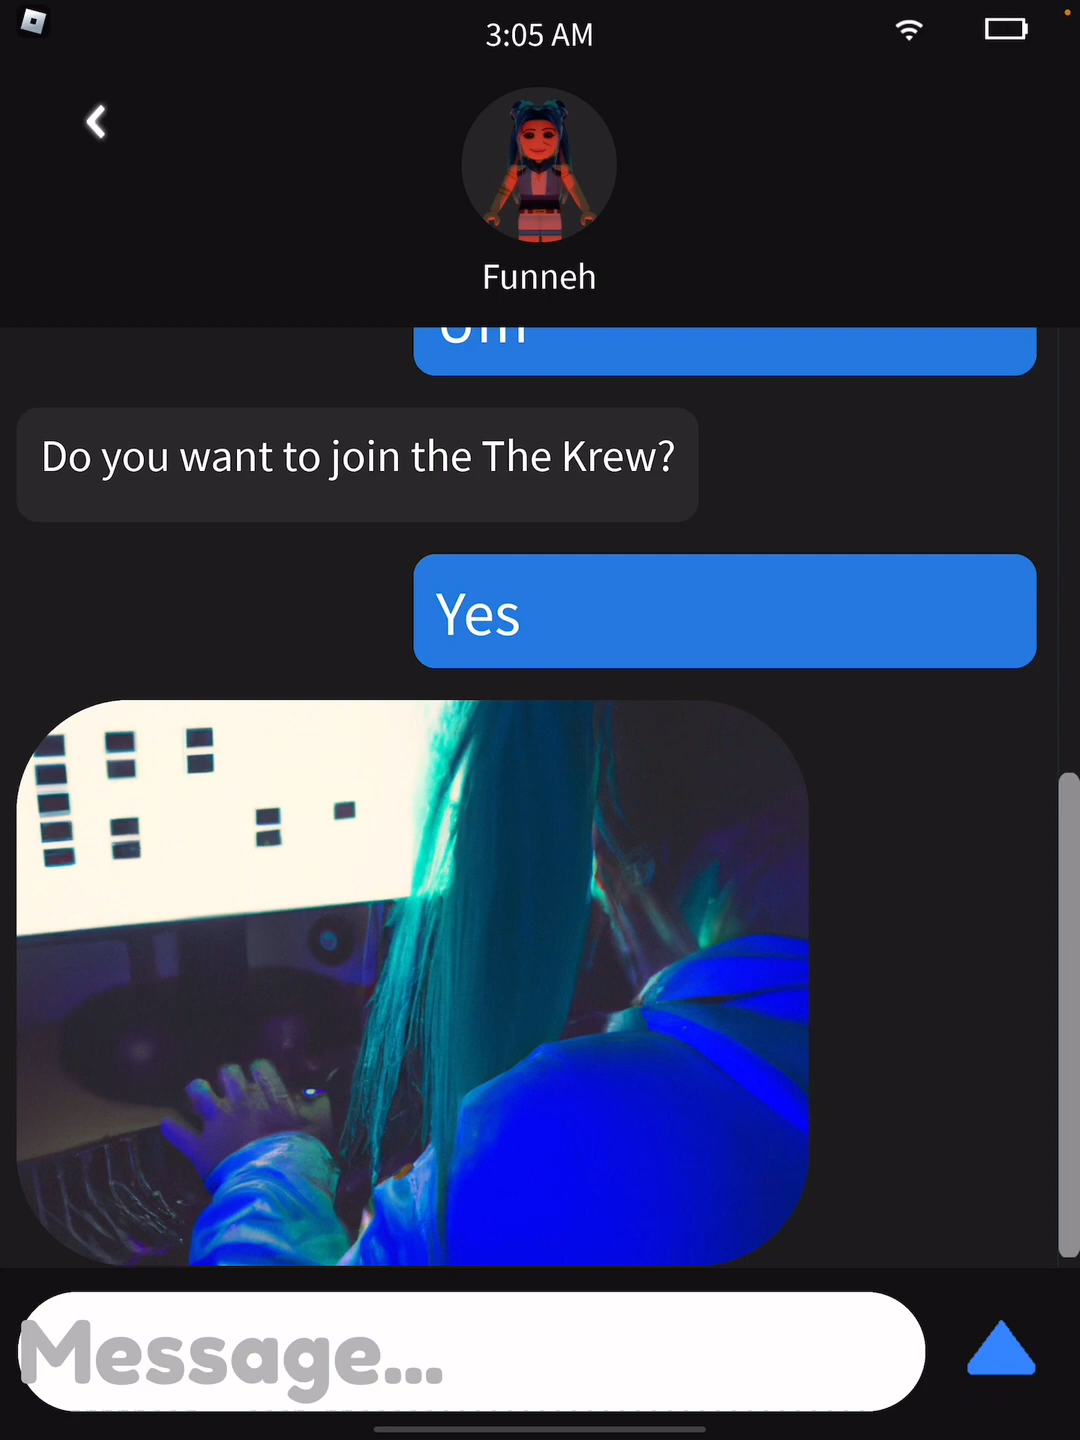 3:05 AM
Funneh
Do you want to join the The Krew?
Yes
Message...